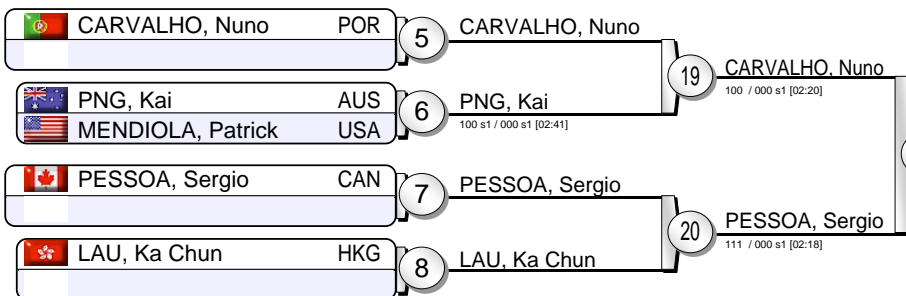 CARVALHO, Nuno POR
5
CARVALHO, Nuno
PNG, Kai AUS
MENDIOLA, Patrick USA
6
PNG, Kai
100 s1 / 000 s1 [02:41]
19
CARVALHO, Nuno
100 / 000 s1 [02:20]
PESSOA, Sergio CAN
7
PESSOA, Sergio
LAU, Ka Chun HKG
8
LAU, Ka Chun
20
PESSOA, Sergio
111 / 000 s1 [02:18]